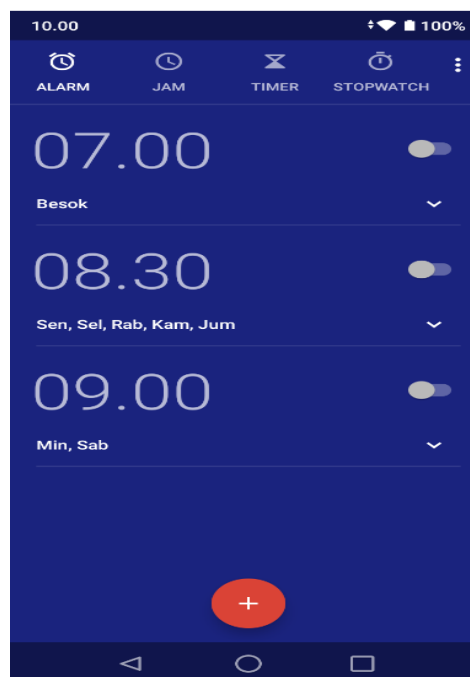 10.00 100%
ALARM JAM TIMER STOPWATCH
07.00
Besok
08.30
Sen, Sel, Rab, Kam, Jum
09.00
Min, Sab